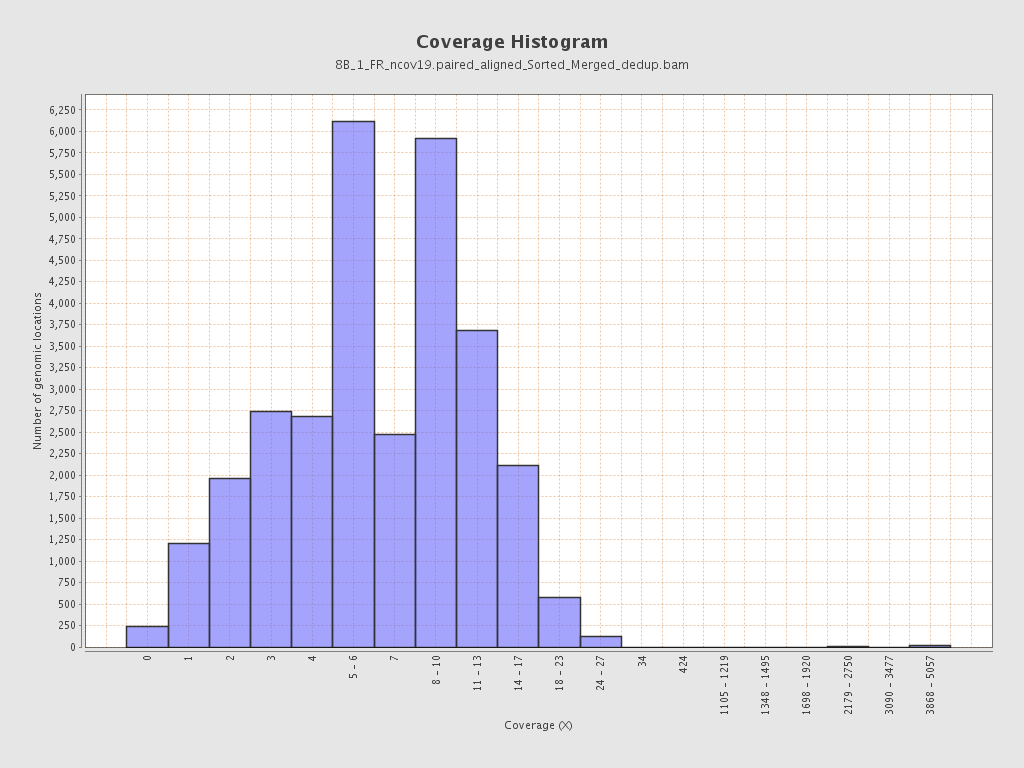 Coverage Histogram
8B_1_FR_ncov19.paired_aligned_Sorted_Merged_dedup.bam
Number of genomic locations
6,250
6,000
5,750
5,500
5,250
5,000
4,750
4,500
4,250
4,000
3,750
3,500
3,250
3,000
2,750
2,500
2,250
2,000
1,750
1,500
1,250
1,000
750
500
250
0
0
1
2
3
4
5 - 6
7
8 - 10
11 - 13
14 - 17
18 - 23
24 - 27
34
424
1105 - 1219
1348 - 1495
1698 - 1920
2179 - 2750
3090 - 3477
3868 - 5057
Coverage (X)